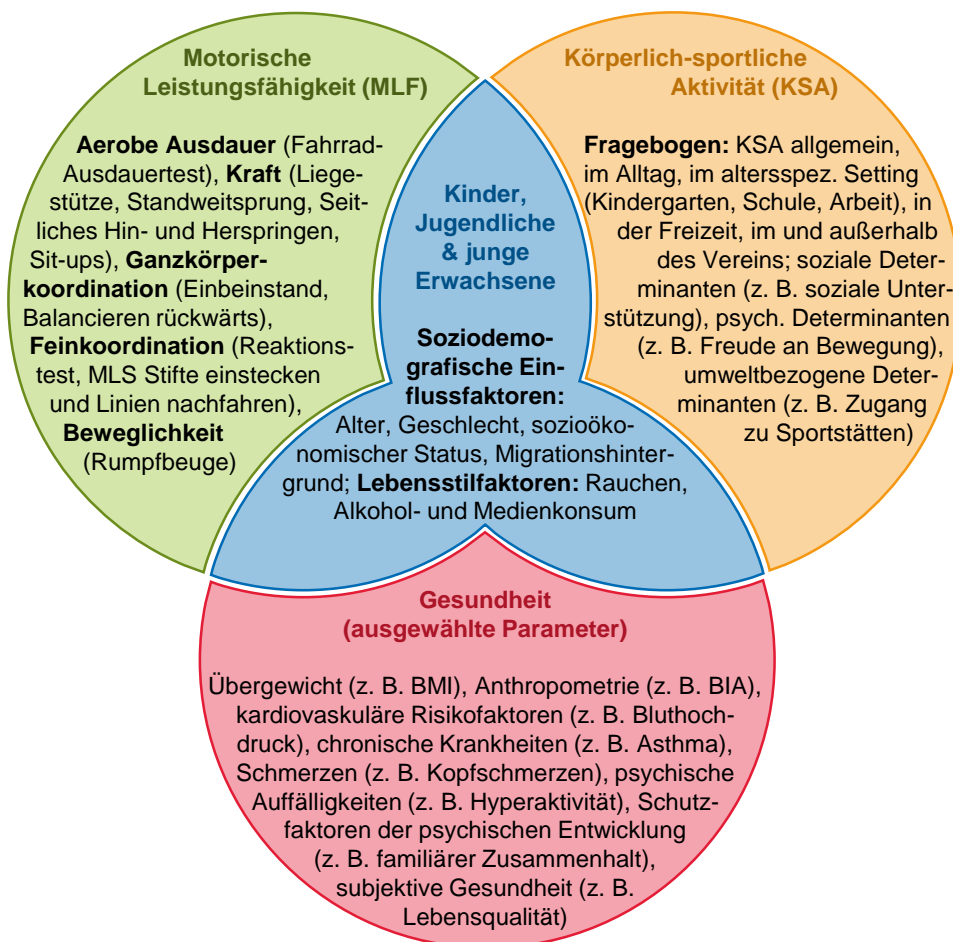 Motorische
Leistungsfähigkeit (MLF)
Aerobe Ausdauer (Fahrrad-
Ausdauertest), Kraft (Liege-
stütze, Standweitsprung, Seit-
liches Hin- und Herspringen,
Sit-ups), Ganzkörper-
koordination (Einbeinstand,
Balancieren rückwärts),
Feinkoordination (Reaktions-
test, MLS Stifte einstecken
und Linien nachfahren),
Beweglichkeit
(Rumpfbeuge)
Körperlich-sportliche
Aktivität (KSA)
Fragebogen: KSA allgemein,
im Alltag, im altersspez. Setting
(Kindergarten, Schule, Arbeit), in
der Freizeit, im und außerhalb
des Vereins; soziale Deter-
minanten (z. B. soziale Unter-
stützung), psych. Determinanten
(z. B. Freude an Bewegung),
umweltbezogene Deter-
minanten (z. B. Zugang
zu Sportstätten)
Kinder,
Jugendliche
& junge
Erwachsene
Soziodemo-
grafische Ein-
flussfaktoren:
Alter, Geschlecht, sozioöko-
nomischer Status, Migrationshinter-
grund; Lebensstilfaktoren: Rauchen,
Alkohol- und Medienkonsum
Gesundheit
(ausgewählte Parameter)
Übergewicht (z. B. BMI), Anthropometrie (z. B. BIA),
kardiovaskuläre Risikofaktoren (z. B. Bluthoch-
druck), chronische Krankheiten (z. B. Asthma),
Schmerzen (z. B. Kopfschmerzen), psychische
Auffälligkeiten (z. B. Hyperaktivität), Schutz-
faktoren der psychischen Entwicklung
(z. B. familiärer Zusammenhalt),
subjektive Gesundheit (z. B.
Lebensqualität)